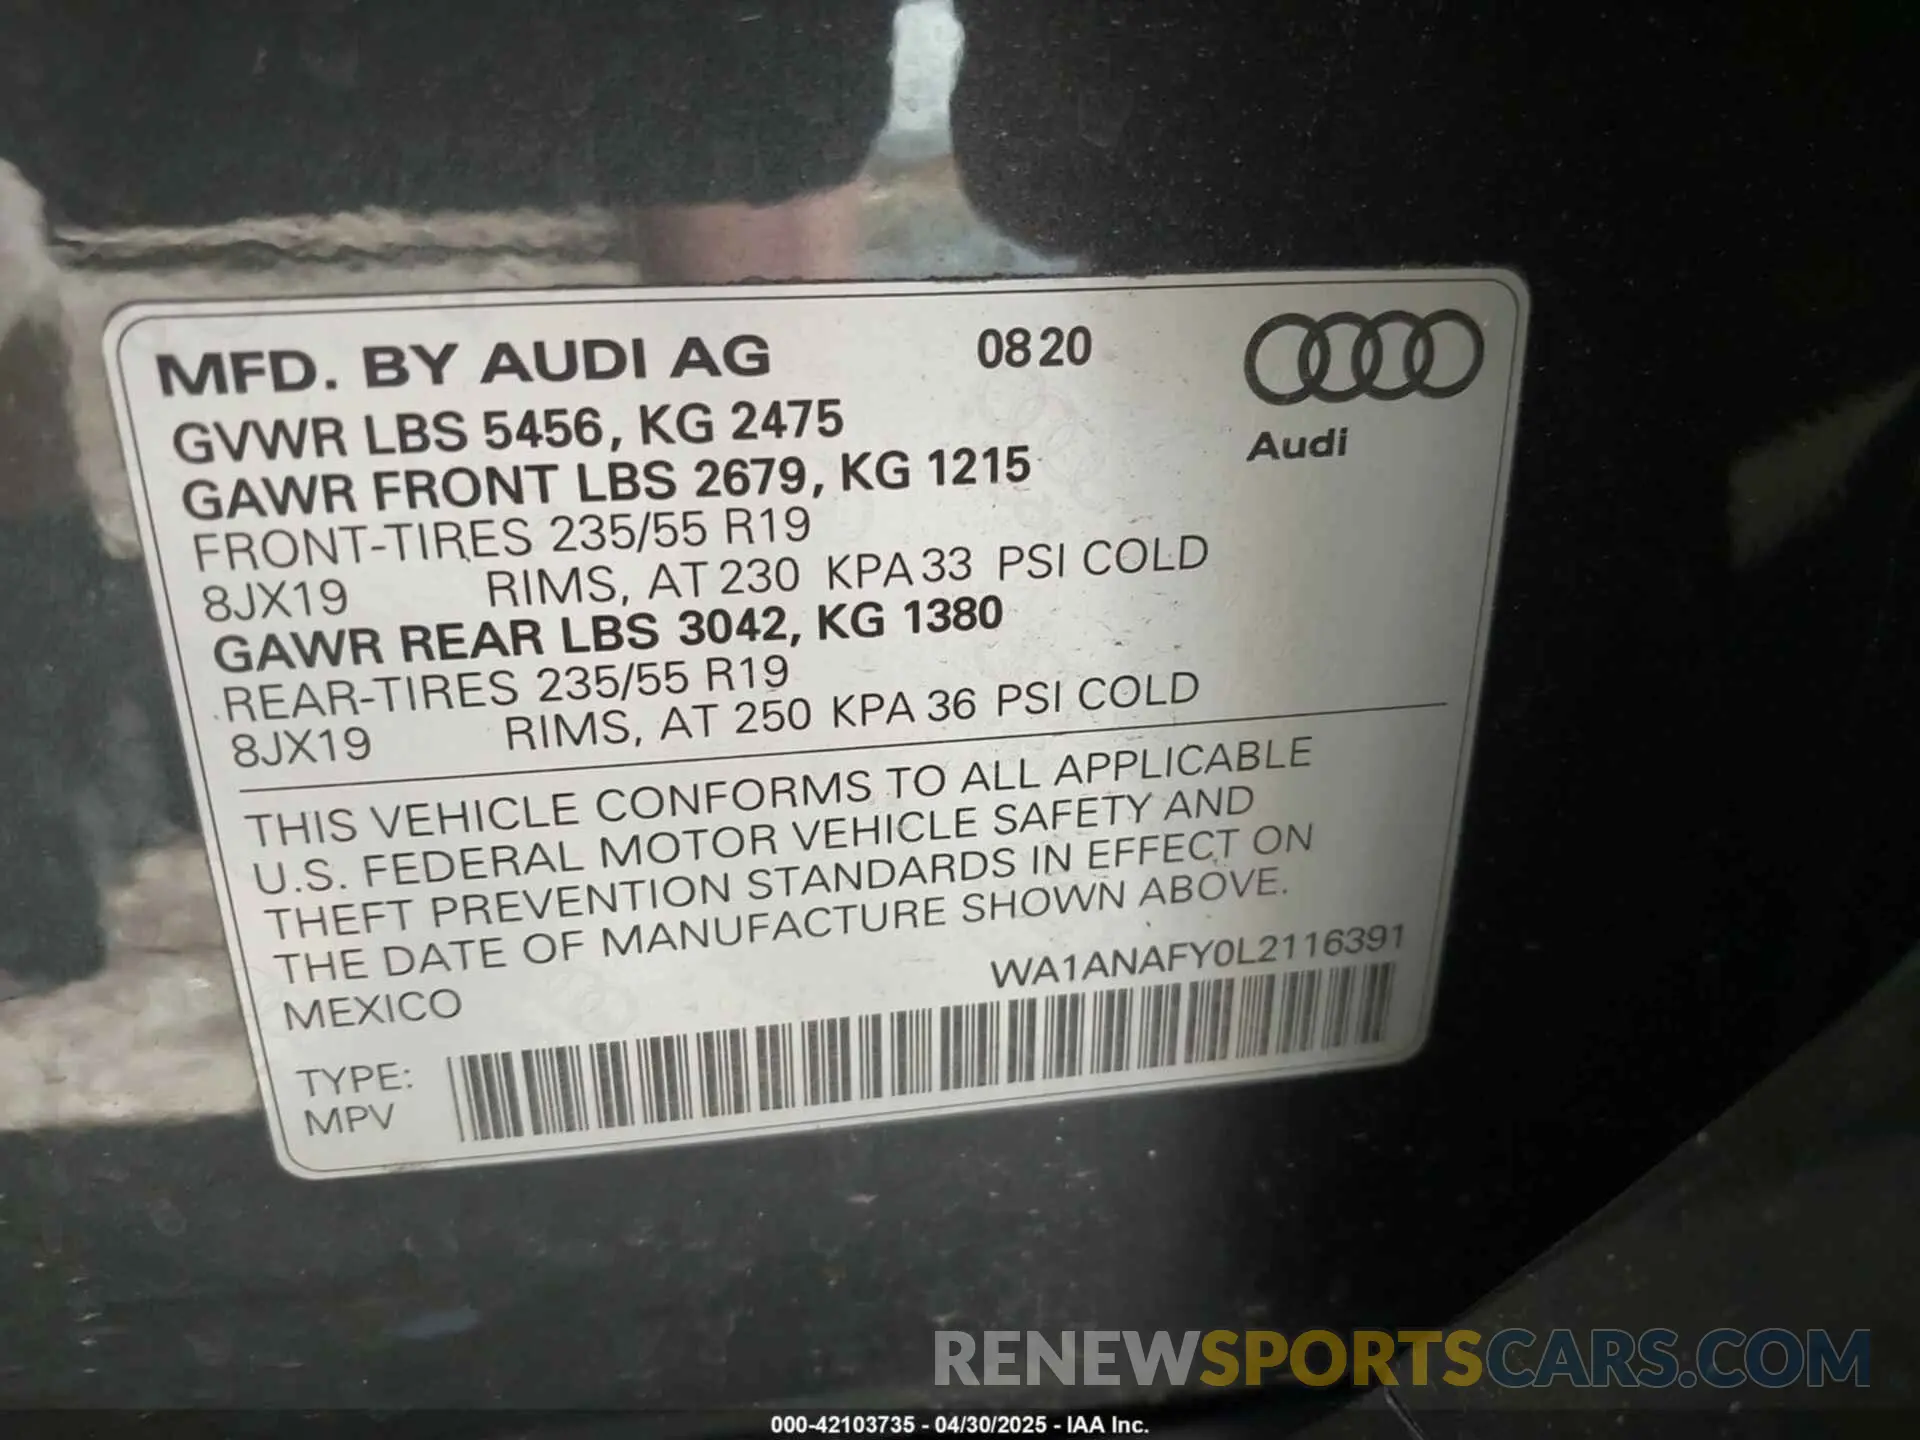 MFD. BY AUDI AG 0820
Audi
GVWR LBS 5456, KG 2475
GAWR FRONT LBS 2679, KG 1215
FRONT-TIRES 235/55 R19
8JX19 RIMS, AT 230 KPA 33 PSI COLD
GAWR REAR LBS 3042, KG 1380
REAR-TIRES 235/55 R19
8JX19 RIMS, AT 250 KPA 36 PSI COLD
THIS VEHICLE CONFORMS TO ALL APPLICABLE
U.S. FEDERAL MOTOR VEHICLE SAFETY AND
THEFT PREVENTION STANDARDS IN EFFECT ON
THE DATE OF MANUFACTURE SHOWN ABOVE.
MEXICO WA1ANAFY0L2116391
TYPE:
MPV
RENEWSPORTSCARS.COM
000-42103735 - 04/30/2025 - IAA Inc.